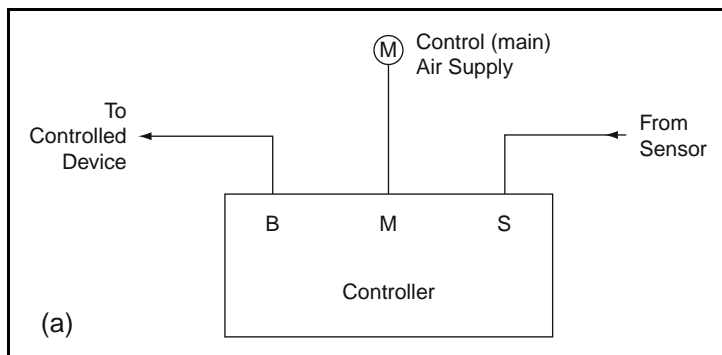 M
Control (main)
Air Supply
To
Controlled
Device
From
Sensor
B M S
Controller
(a)